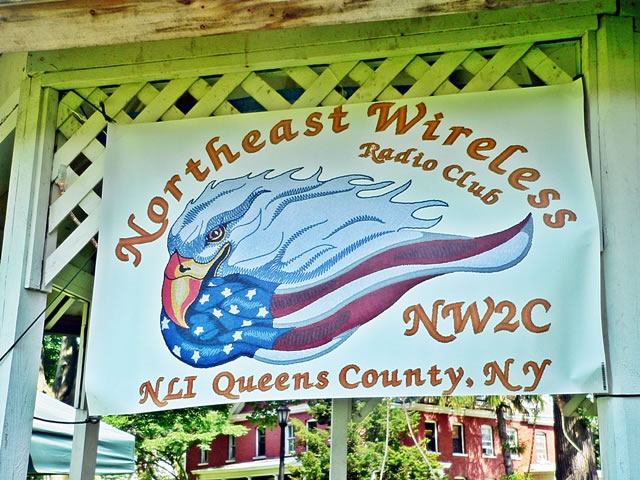 Northeast Wireless
Radio Club
NW2C
NLI Queens County, NY